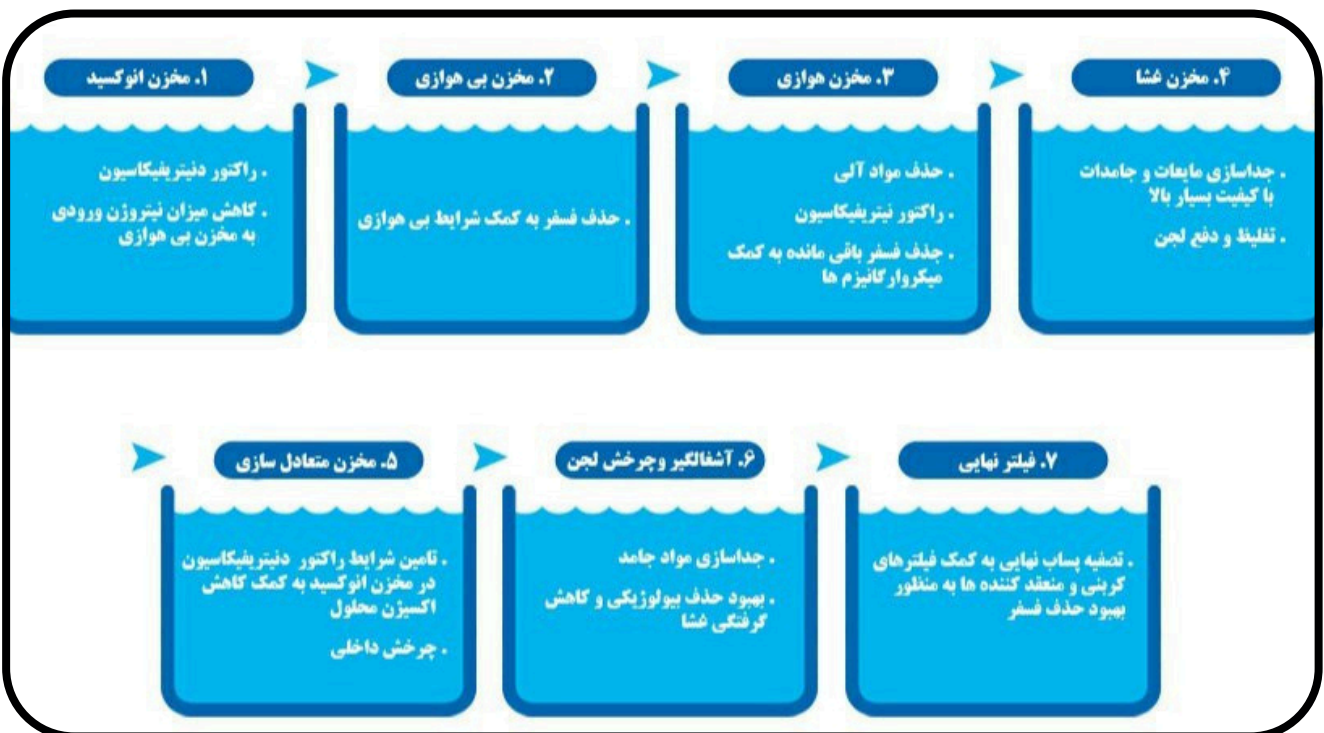 ۱. مخزن انوکسید
. راکتور دنیتریفیکاسیون
. کاهش میزان نیتروژن ورودی
به مخزن بی هوازی
۲. مخزن بی هوازی
. حذف فسفر به کمک شرایط بی هوازی
۳. مخزن هوازی
. حذف مواد آلی
. راکتور نیتریفیکاسیون
. جذف فسفر باقی مانده به کمک
میکروارگانیزم ها
۴. مخزن غشا
. جداسازی مایعات و جامدات
با کیفیت بسیار بالا
. تغلیظ و دفع لجن
۵. مخزن متعادل سازی
. تامین شرایط راکتور دنیتریفیکاسیون
در مخزن انوکسید به کمک کاهش
اکسیژن محلول
. چرخش داخلی
۶. آشغالگیر وچرخش لجن
. جداسازی مواد جامد
. بهبود حذف بیولوژیکی و کاهش
گرفتگی غشا
۷. فیلتر نهایی
. تصفیه پساب نهایی به کمک فیلترهای
کربنی و منعقد کننده ها به منظور
بهبود حذف فسفر